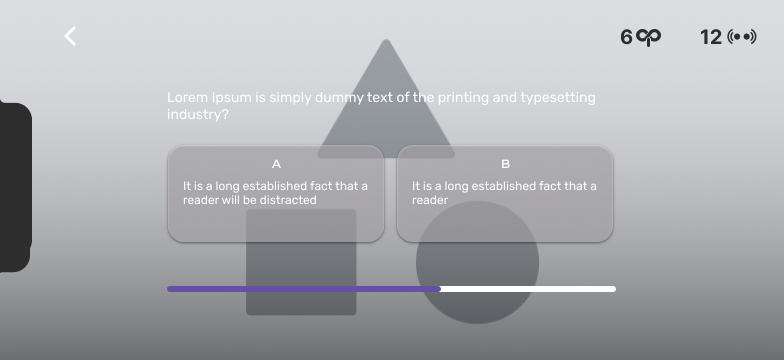 6
12
Lorem Ipsum is simply dummy text of the printing and typesetting
industry?
A
It is a long established fact that a
reader will be distracted
B
It is a long established fact that a
reader